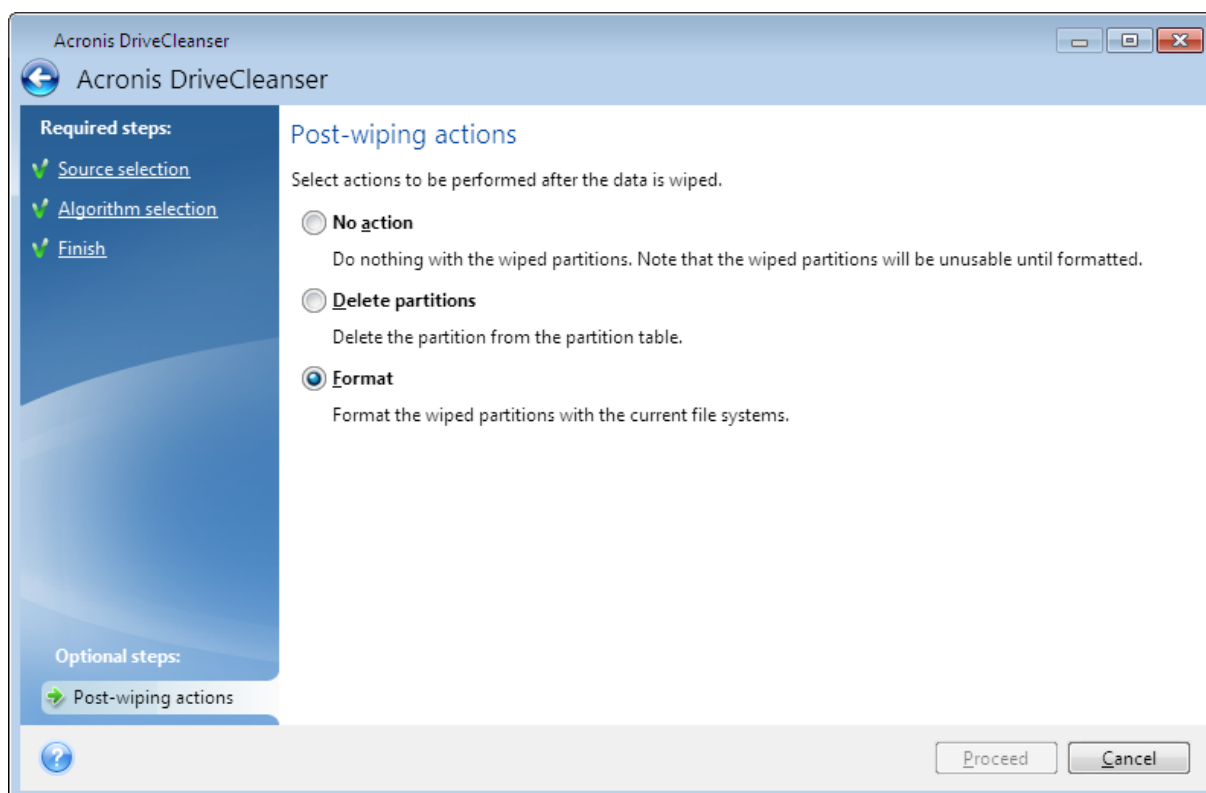 Acronis DriveCleanser
Acronis DriveCleanser
Required steps:
Source selection
Algorithm selection
Finish
Optional steps:
Post-wiping actions
Post-wiping actions
Select actions to be performed after the data is wiped.
No action
Do nothing with the wiped partitions. Note that the wiped partitions will be unusable until formatted.
Delete partitions
Delete the partition from the partition table.
Format
Format the wiped partitions with the current file systems.
?
Proceed
Cancel